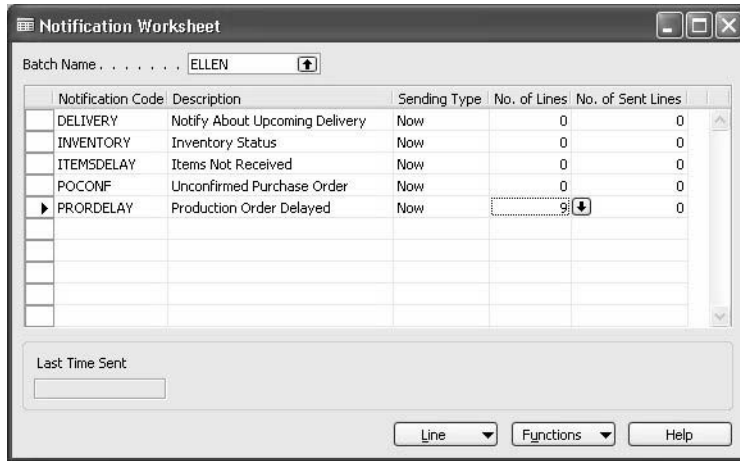 Notification Worksheet
Batch Name . . . . . . . ELLEN
Notification Code Description Sending Type No. of Lines No. of Sent Lines
DELIVERY Notify About Upcoming Delivery Now 0 0
INVENTORY Inventory Status Now 0 0
ITEMSDELAY Items Not Received Now 0 0
POCONF Unconfirmed Purchase Order Now 0 0
PRORDELAY Production Order Delayed Now 9 0
Last Time Sent
Line Functions Help